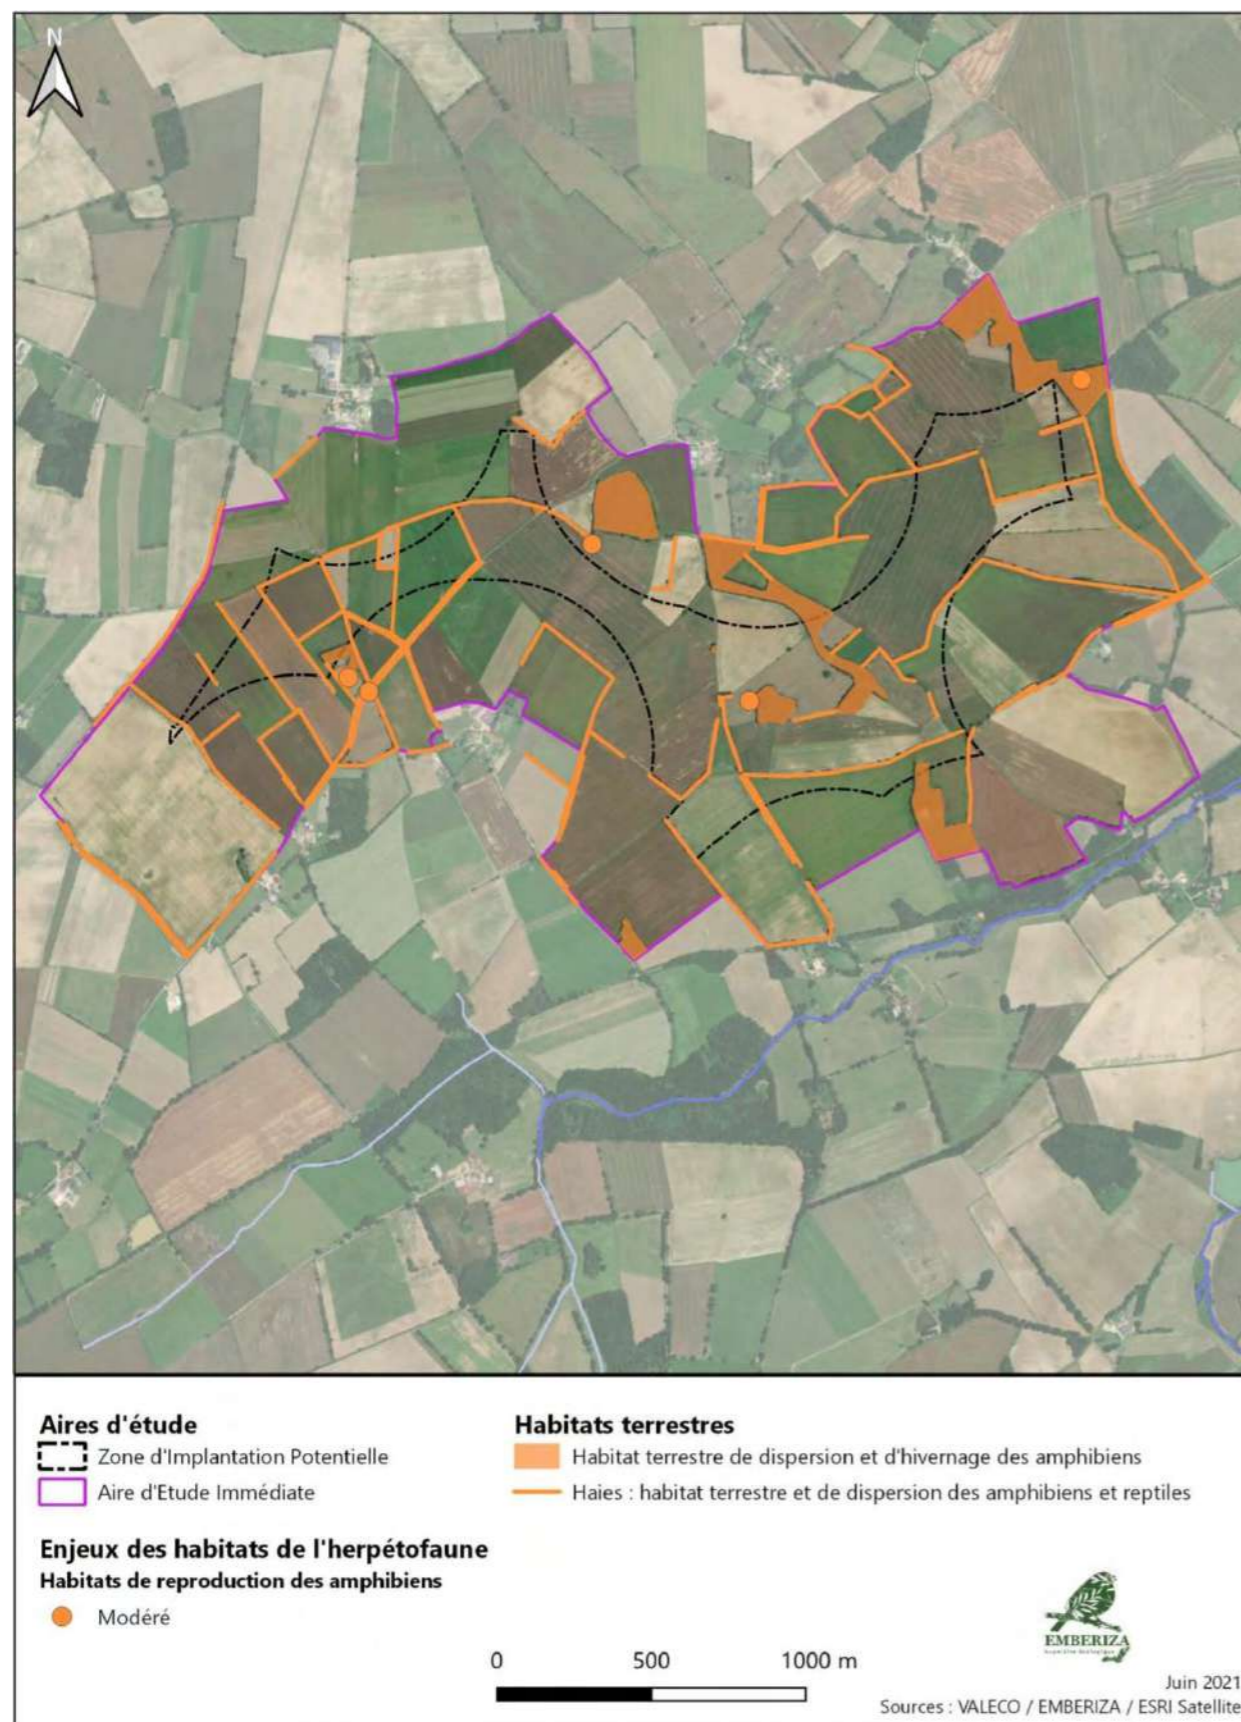 N
Aires d'étude
Zone d'Implantation Potentielle
Aire d'Etude Immédiate
Enjeux des habitats de l'herpétofaune
Habitats de reproduction des amphibiens
Modéré
Habitats terrestres
Habitat terrestre de dispersion et d'hivernage des amphibiens
Haies : habitat terrestre et de dispersion des amphibiens et reptiles
0 500 1000 m
EMBERIZA
Juin 2021
Sources : VALECO / EMBERIZA / ESRI Satellite